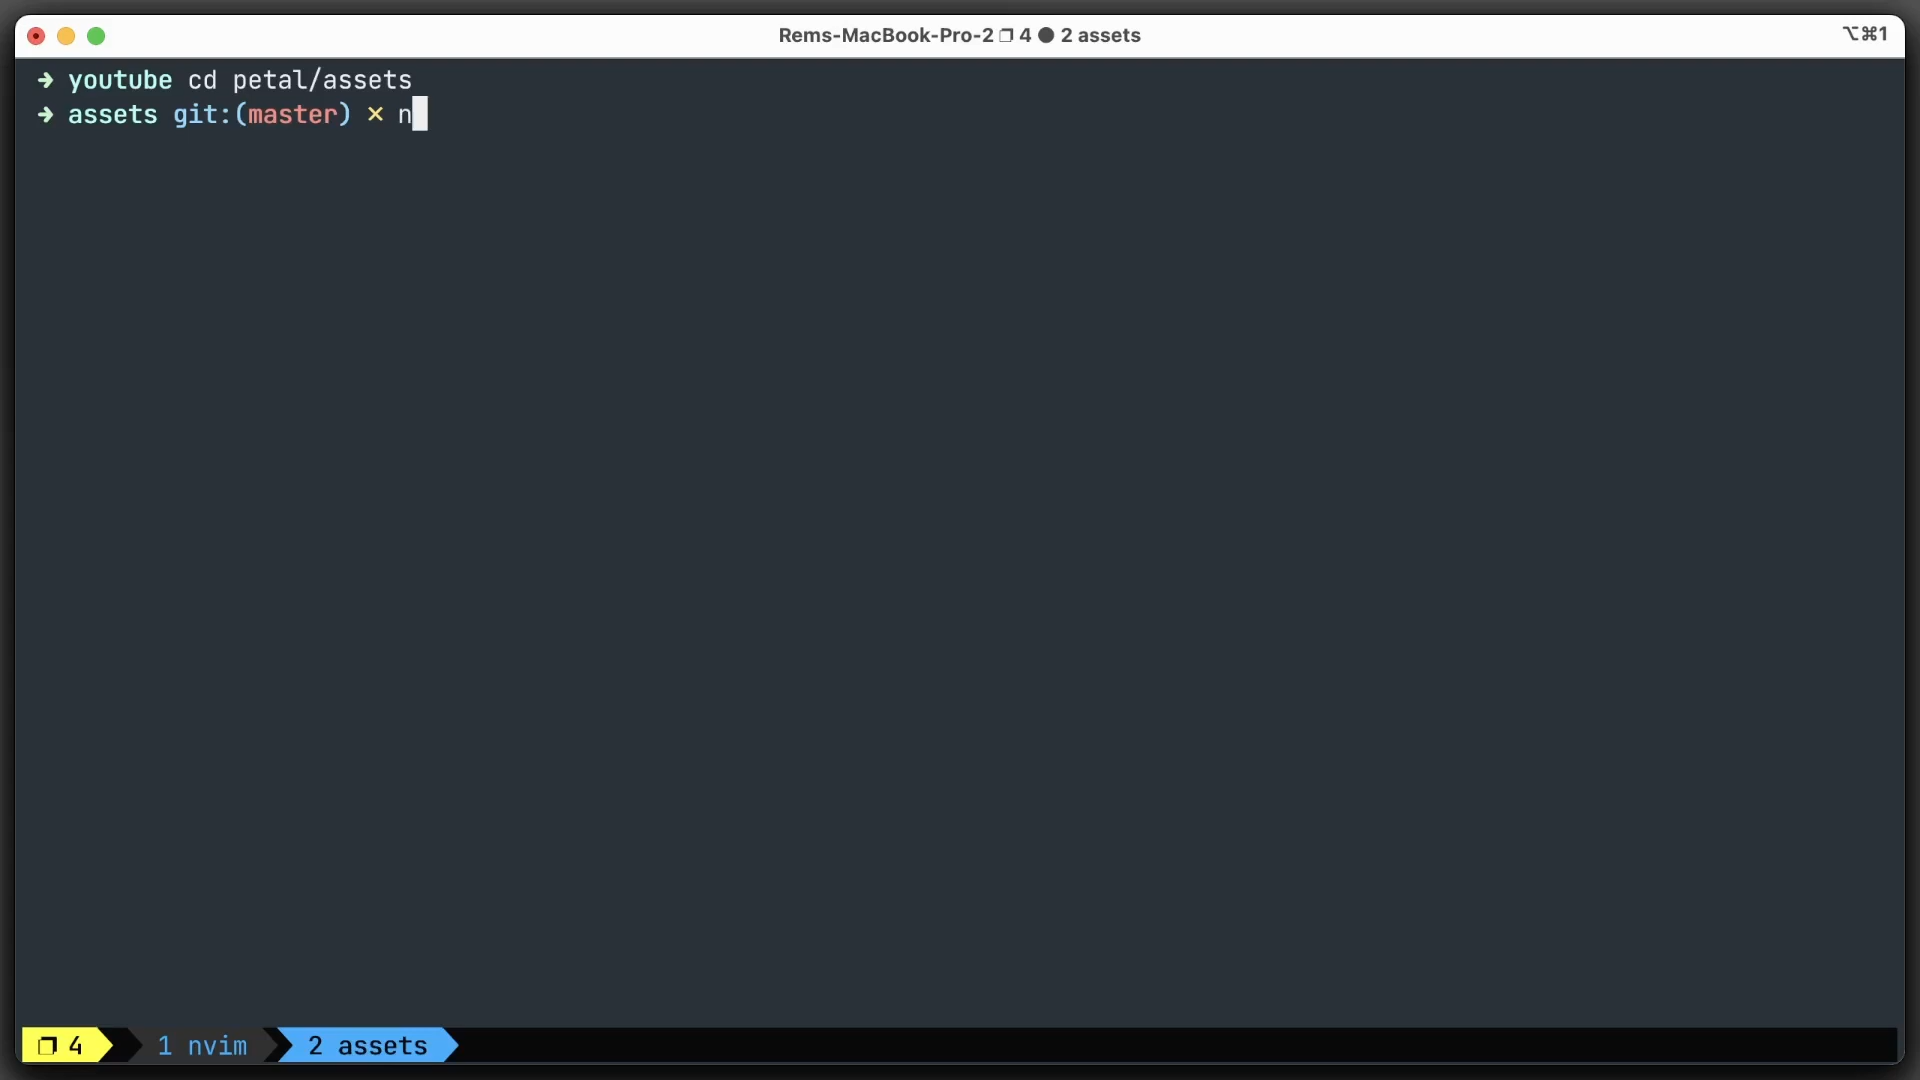 Rems-MacBook-Pro-2 ❐ 4 ● 2 assets
⌥⌘1
➜ youtube cd petal/assets
➜ assets git:(master) ✗ n
❐ 4 1 nvim 2 assets